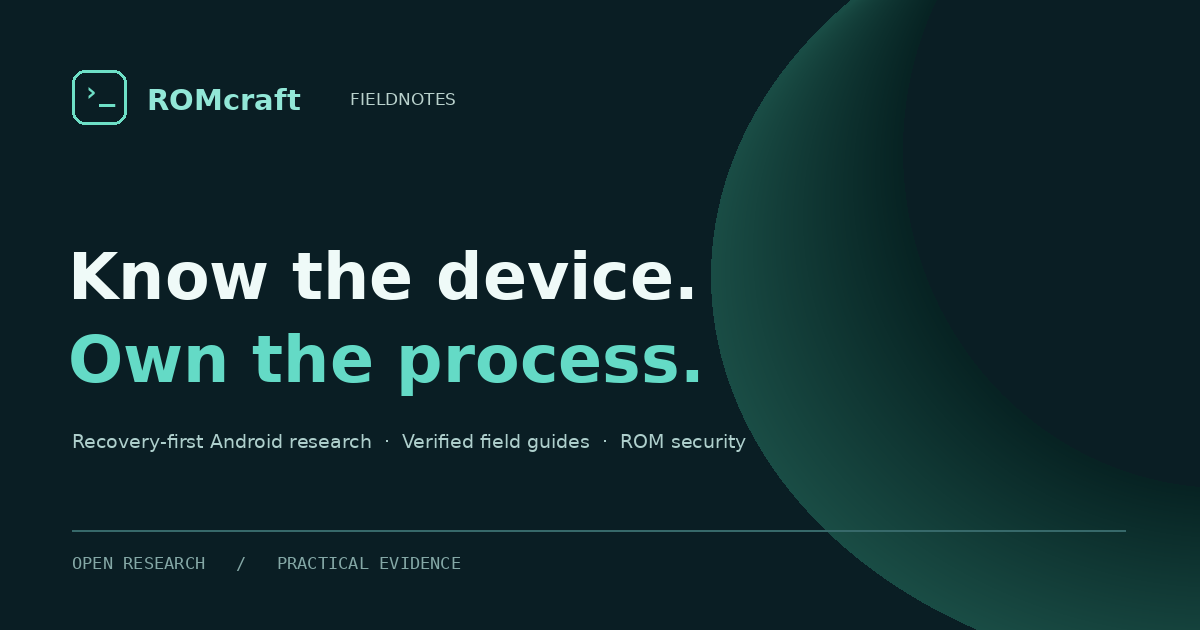 ROMcraft FIELDNOTES
Know the device.
Own the process.
Recovery-first Android research · Verified field guides · ROM security
OPEN RESEARCH / PRACTICAL EVIDENCE